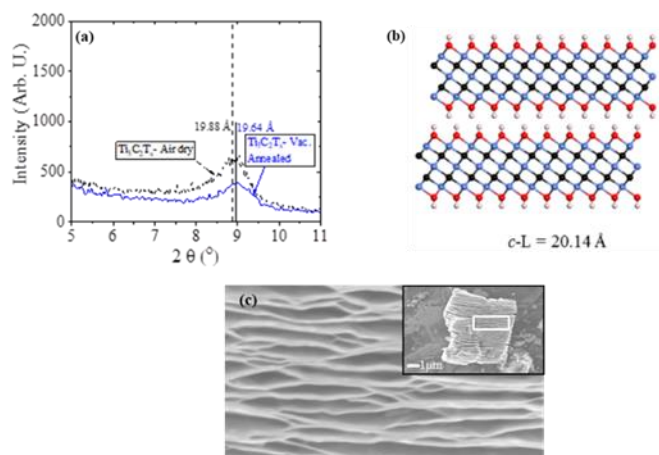 (a)
Intensity (Arb. U.)
2000
1500
1000
500
0
19.88 Å
19.64 Å
Ti₃C₂Tₓ- Air dry
Ti₃C₂Tₓ- Vac.
Annealed
5 6 7 8 9 10 11
2 θ (°)
(b)
c-L = 20.14 Å
(c)
1μm